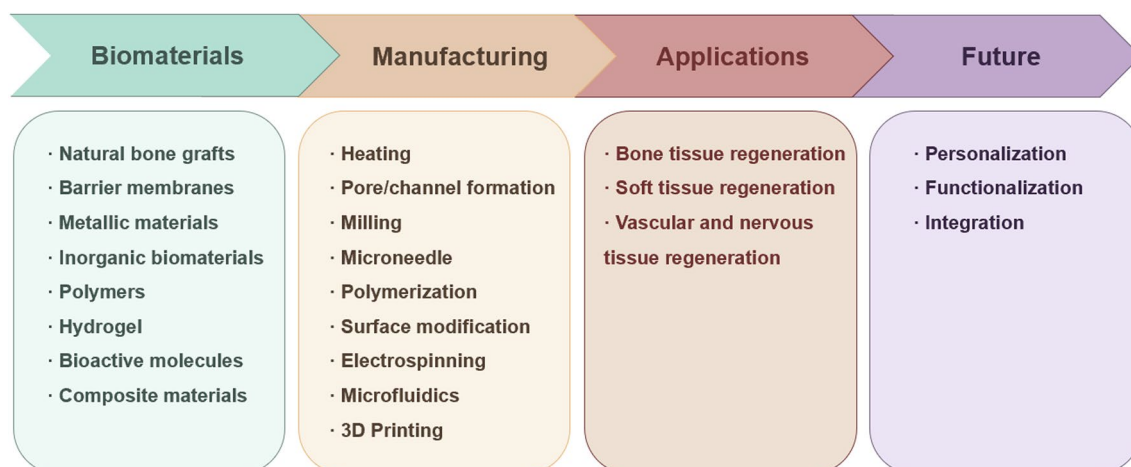 Biomaterials
Manufacturing
Applications
Future
· Natural bone grafts
· Barrier membranes
· Metallic materials
· Inorganic biomaterials
· Polymers
· Hydrogel
· Bioactive molecules
· Composite materials
· Heating
· Pore/channel formation
· Milling
· Microneedle
· Polymerization
· Surface modification
· Electrospinning
· Microfluidics
· 3D Printing
· Bone tissue regeneration
· Soft tissue regeneration
· Vascular and nervous
tissue regeneration
· Personalization
· Functionalization
· Integration